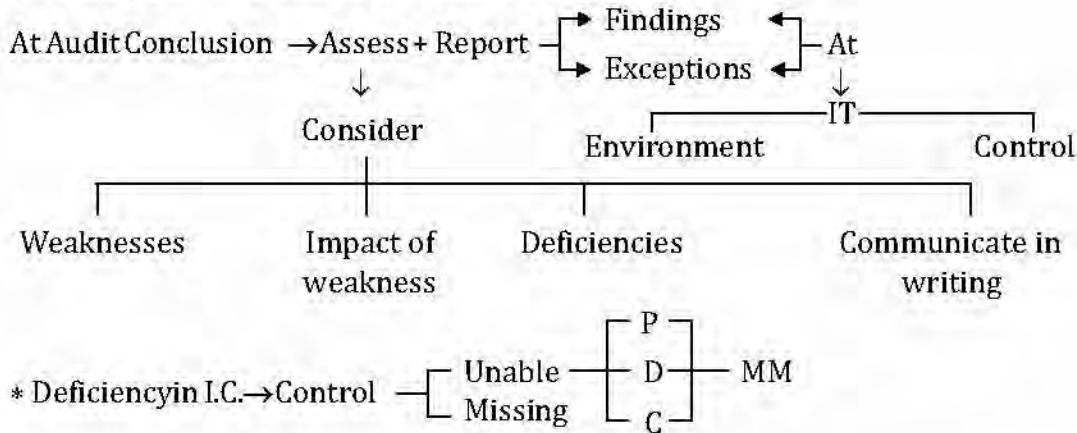 Findings
At Audit Conclusion →Assess+ Report At
Exceptions
↓ ↓
Consider IT
Environment Control
Weaknesses Impact of Deficiencies Communicate in
weakness writing
P
Unable D MM
* Deficiencyin I.C.→Control
Missing
C